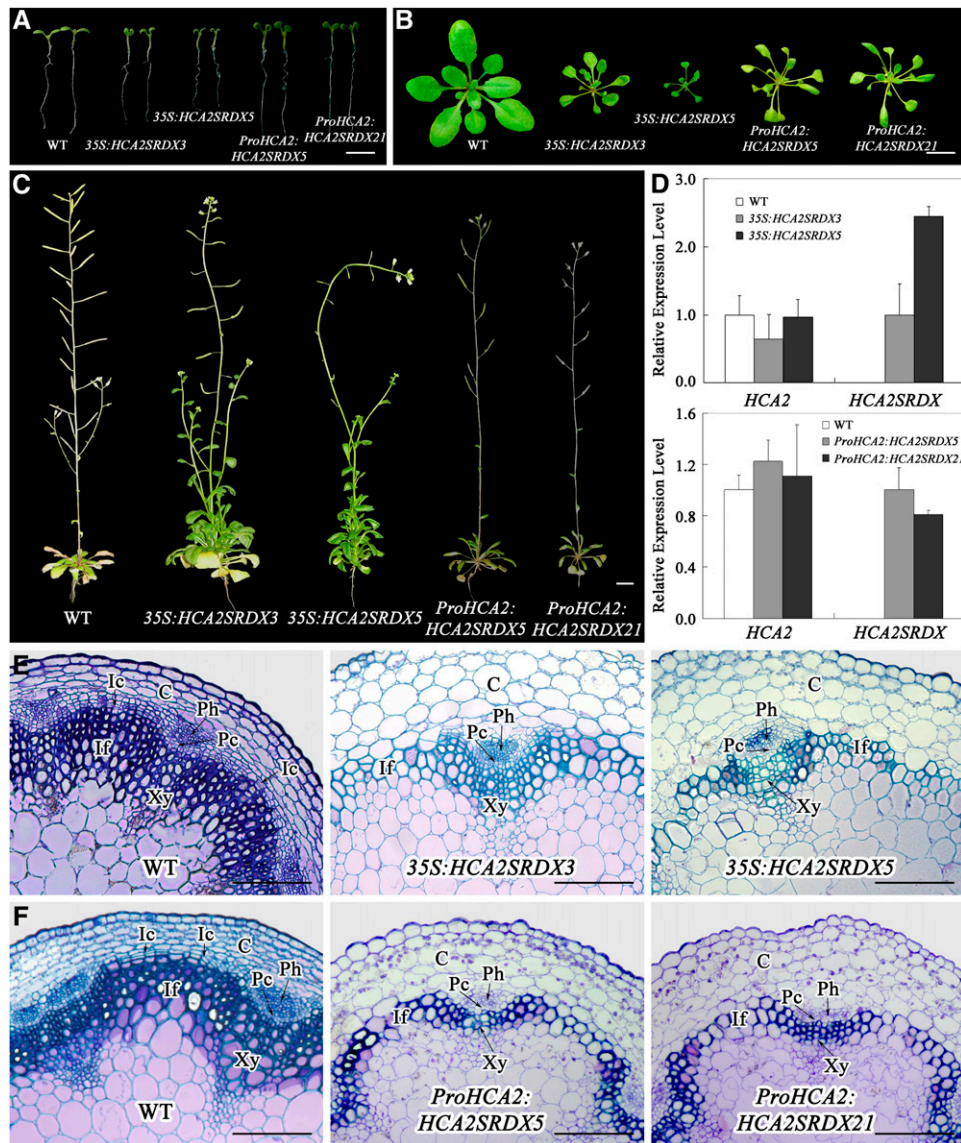 A
WT
35S:HCA2SRDX3
35S:HCA2SRDX5
ProHCA2:
HCA2SRDX5
ProHCA2:
HCA2SRDX21
B
WT
35S:HCA2SRDX3
35S:HCA2SRDX5
ProHCA2:
HCA2SRDX5
ProHCA2:
HCA2SRDX21
C
WT
35S:HCA2SRDX3
35S:HCA2SRDX5
ProHCA2:
HCA2SRDX5
ProHCA2:
HCA2SRDX21
D
Relative Expression Level
3.0
2.0
1.0
0.0
WT
35S:HCA2SRDX3
35S:HCA2SRDX5
HCA2
HCA2SRDX
Relative Expression Level
1.6
1.2
0.8
0.4
0.0
WT
ProHCA2:HCA2SRDX5
ProHCA2:HCA2SRDX21
HCA2
HCA2SRDX
E
Ic
C
Ph
Pc
If
Ic
Xy
WT
C
Ph
Pc
If
Xy
35S:HCA2SRDX3
C
Ph
Pc
If
Xy
35S:HCA2SRDX5
F
Ic
Ic
C
Ph
Pc
If
Xy
WT
C
Pc
Ph
If
Xy
ProHCA2:
HCA2SRDX5
C
Pc
Ph
If
Xy
ProHCA2:
HCA2SRDX21